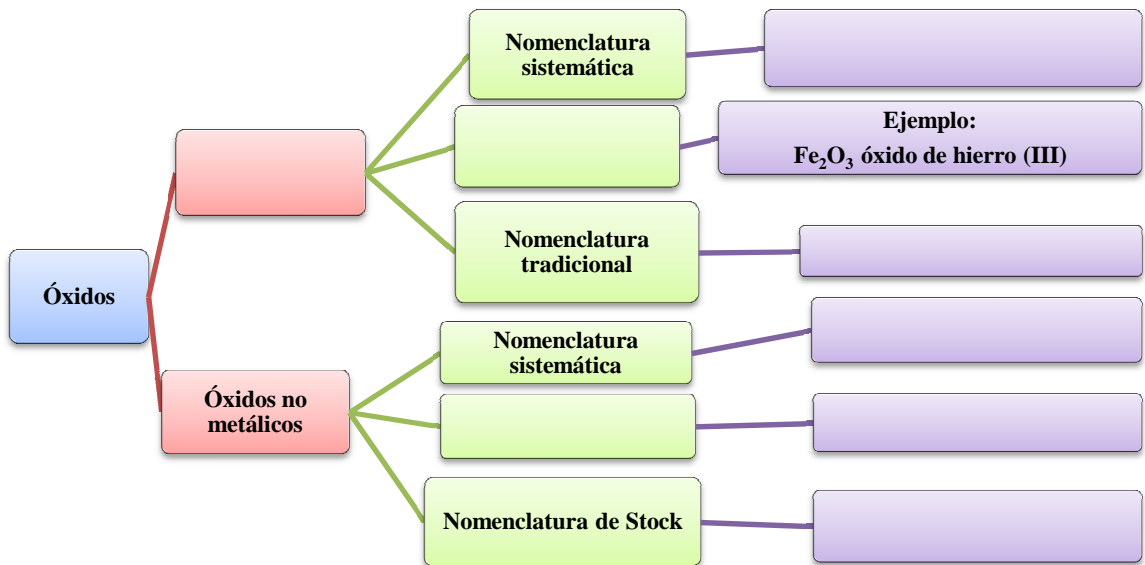 Nomenclatura
sistemática
Ejemplo:
Fe₂O₃ óxido de hierro (III)
Nomenclatura
tradicional
Óxidos
Nomenclatura
sistemática
Óxidos no
metálicos
Nomenclatura de Stock